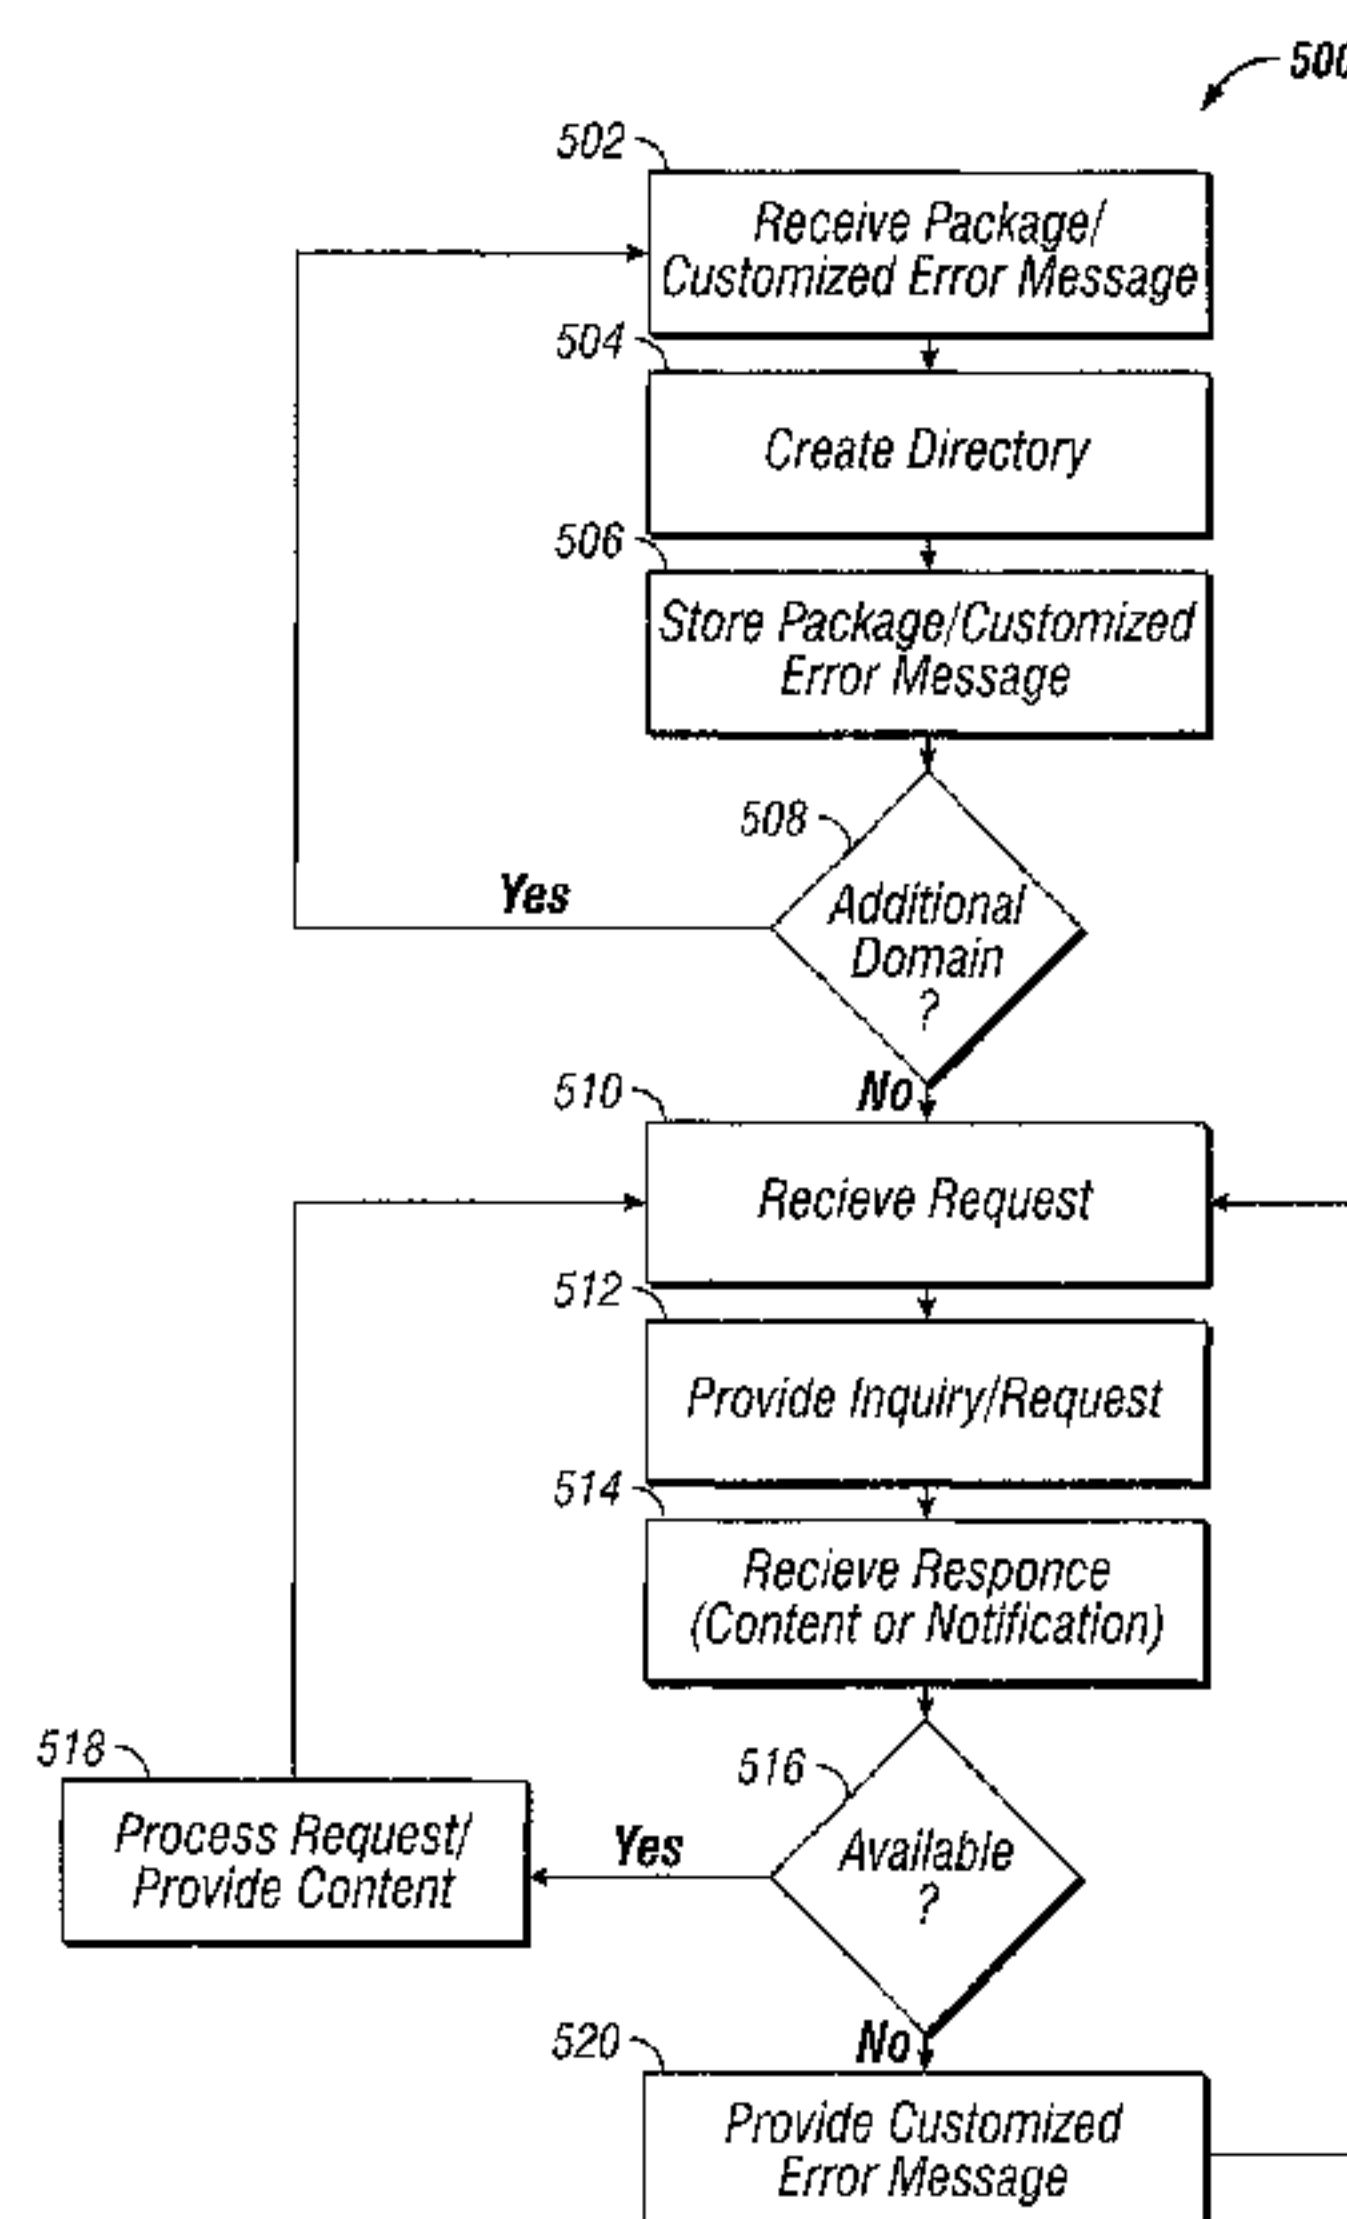 500
502
Receive Package/
Customized Error Message
504
Create Directory
506
Store Package/Customized
Error Message
508
Yes
Additional
Domain
?
No
510
Recieve Request
512
Provide Inquiry/Request
514
Recieve Responce
(Content or Notification)
518
516
Process Request/
Provide Content
Yes
Available
?
No
520
Provide Customized
Error Message